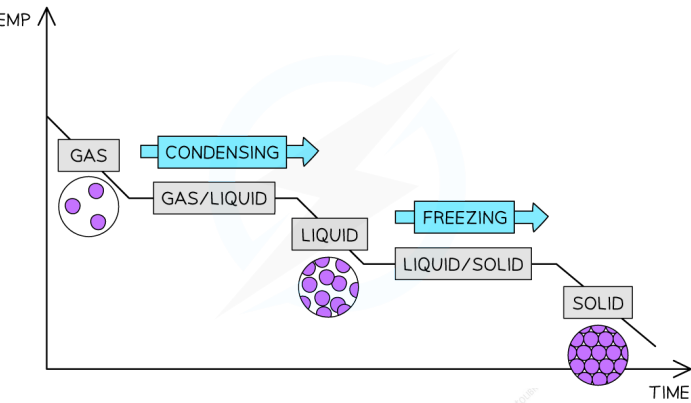 EMP
GAS
CONDENSING
GAS/LIQUID
LIQUID
FREEZING
LIQUID/SOLID
SOLID
TIME